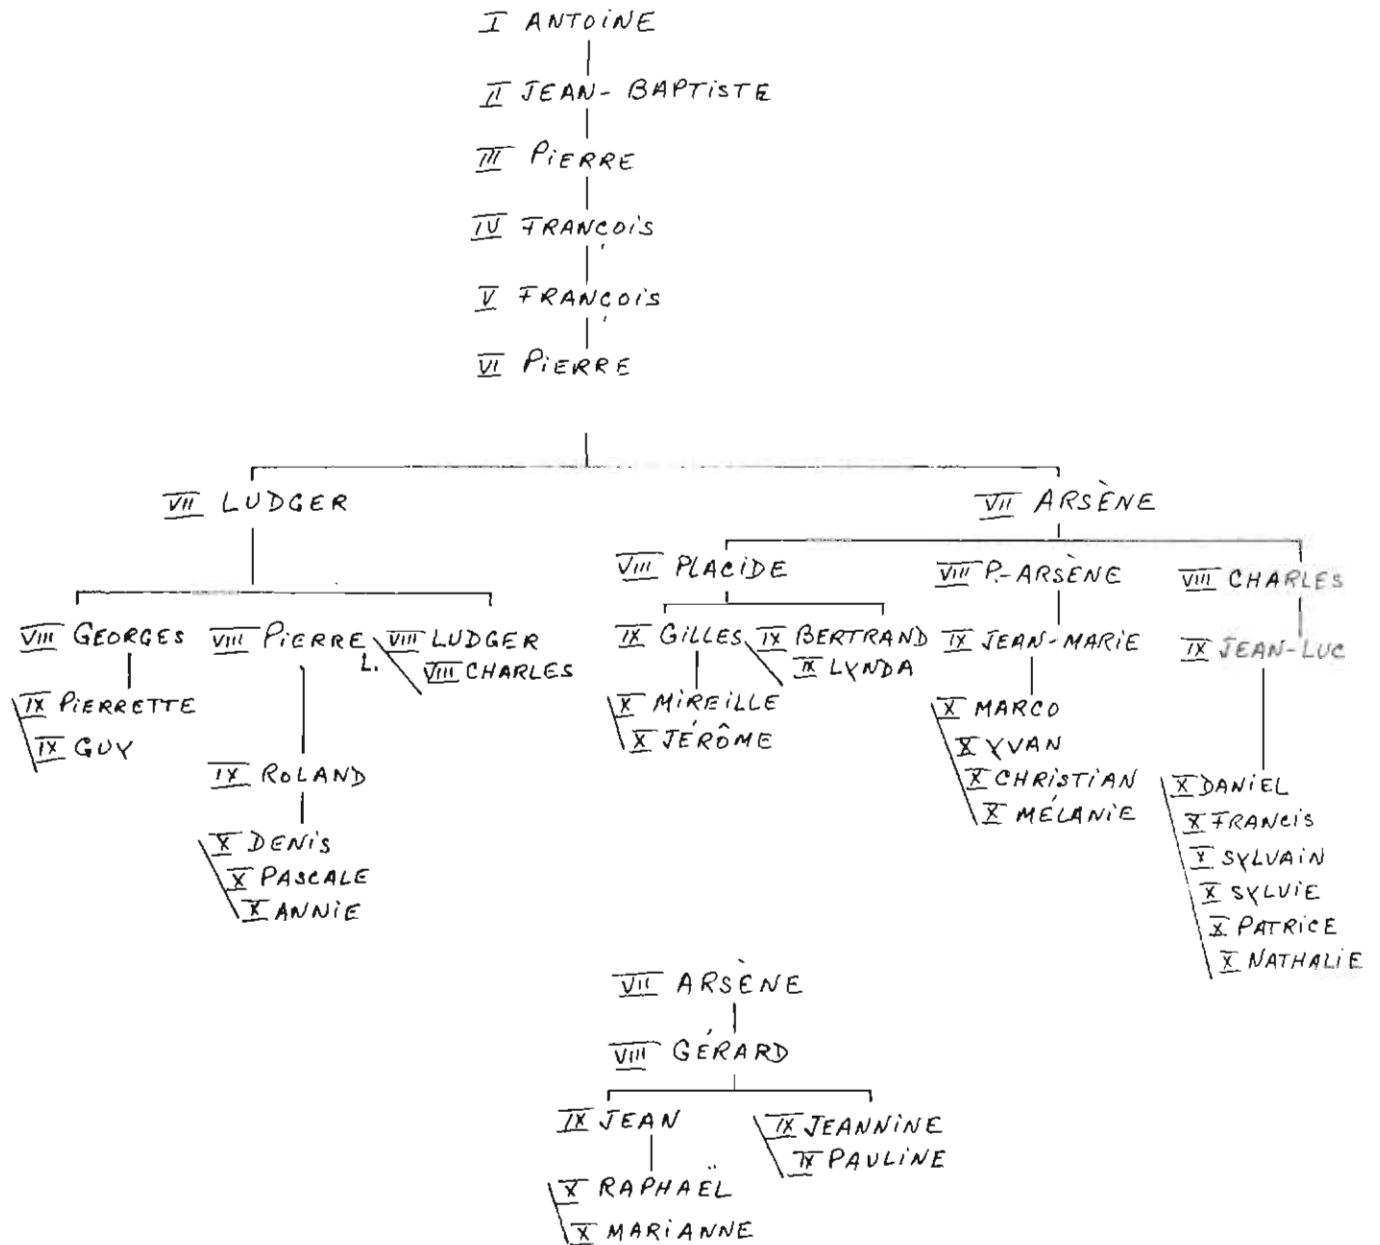 I ANTOINE
II JEAN-BAPTISTE
III PIERRE
IV FRANÇOIS
V FRANÇOIS
VI PIERRE
VII LUDGER VII ARSÈNE
VIII PLACIDE VIII P.-ARSÈNE VIII CHARLES
VIII GEORGES VIII PIERRE L. VIII LUDGER IX GILLES IX BERTRAND IX JEAN-MARIE IX JEAN-LUC
VIII CHARLES IX LYNDA
IX PIERRETTE X MIREILLE X MARCO
IX GUY X JÉRÔME X YVAN
IX ROLAND X CHRISTIAN X DANIEL
X MÉLANIE X FRANCIS
X DENIS X SYLVAIN
X PASCALE X SYLVIE
X ANNIE X PATRICE
X NATHALIE
VII ARSÈNE
VIII GÉRARD
IX JEAN IX JEANNINE
IX PAULINE
X RAPHAËL
X MARIANNE